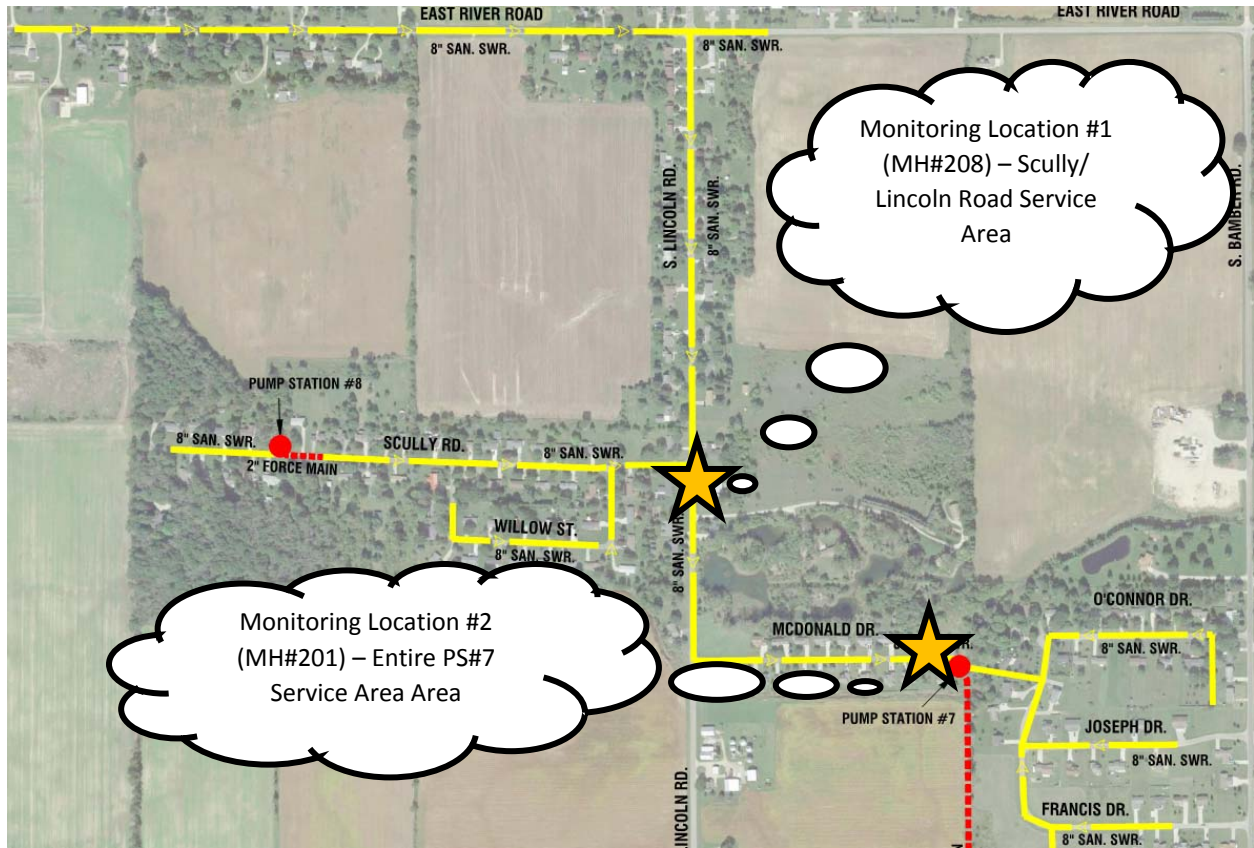 EAST RIVER ROAD
EAST RIVER ROAD
8" SAN. SWR.
8" SAN. SWR.
Monitoring Location #1
(MH#208) – Scully/
Lincoln Road Service
Area
S. LINCOLN RD.
8" SAN. SWR.
S. BAMBER RD.
PUMP STATION #8
8" SAN. SWR.
2" FORCE MAIN
SCULLY RD.
8" SAN. SWR.
WILLOW ST.
8" SAN. SWR.
8" SAN. SWR.
Monitoring Location #2
(MH#201) – Entire PS#7
Service Area Area
MCDONALD DR.
O'CONNOR DR.
8" SAN. SWR.
PUMP STATION #7
JOSEPH DR.
8" SAN. SWR.
FRANCIS DR.
8" SAN. SWR.
LINCOLN RD.